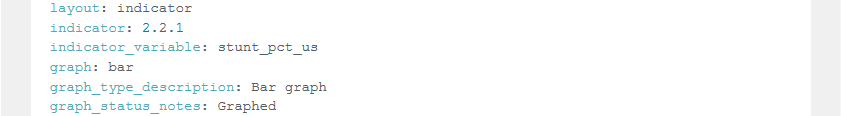 layout: indicator
indicator: 2.2.1
indicator_variable: stunt_pct_us
graph: bar
graph_type_description: Bar graph
graph_status_notes: Graphed